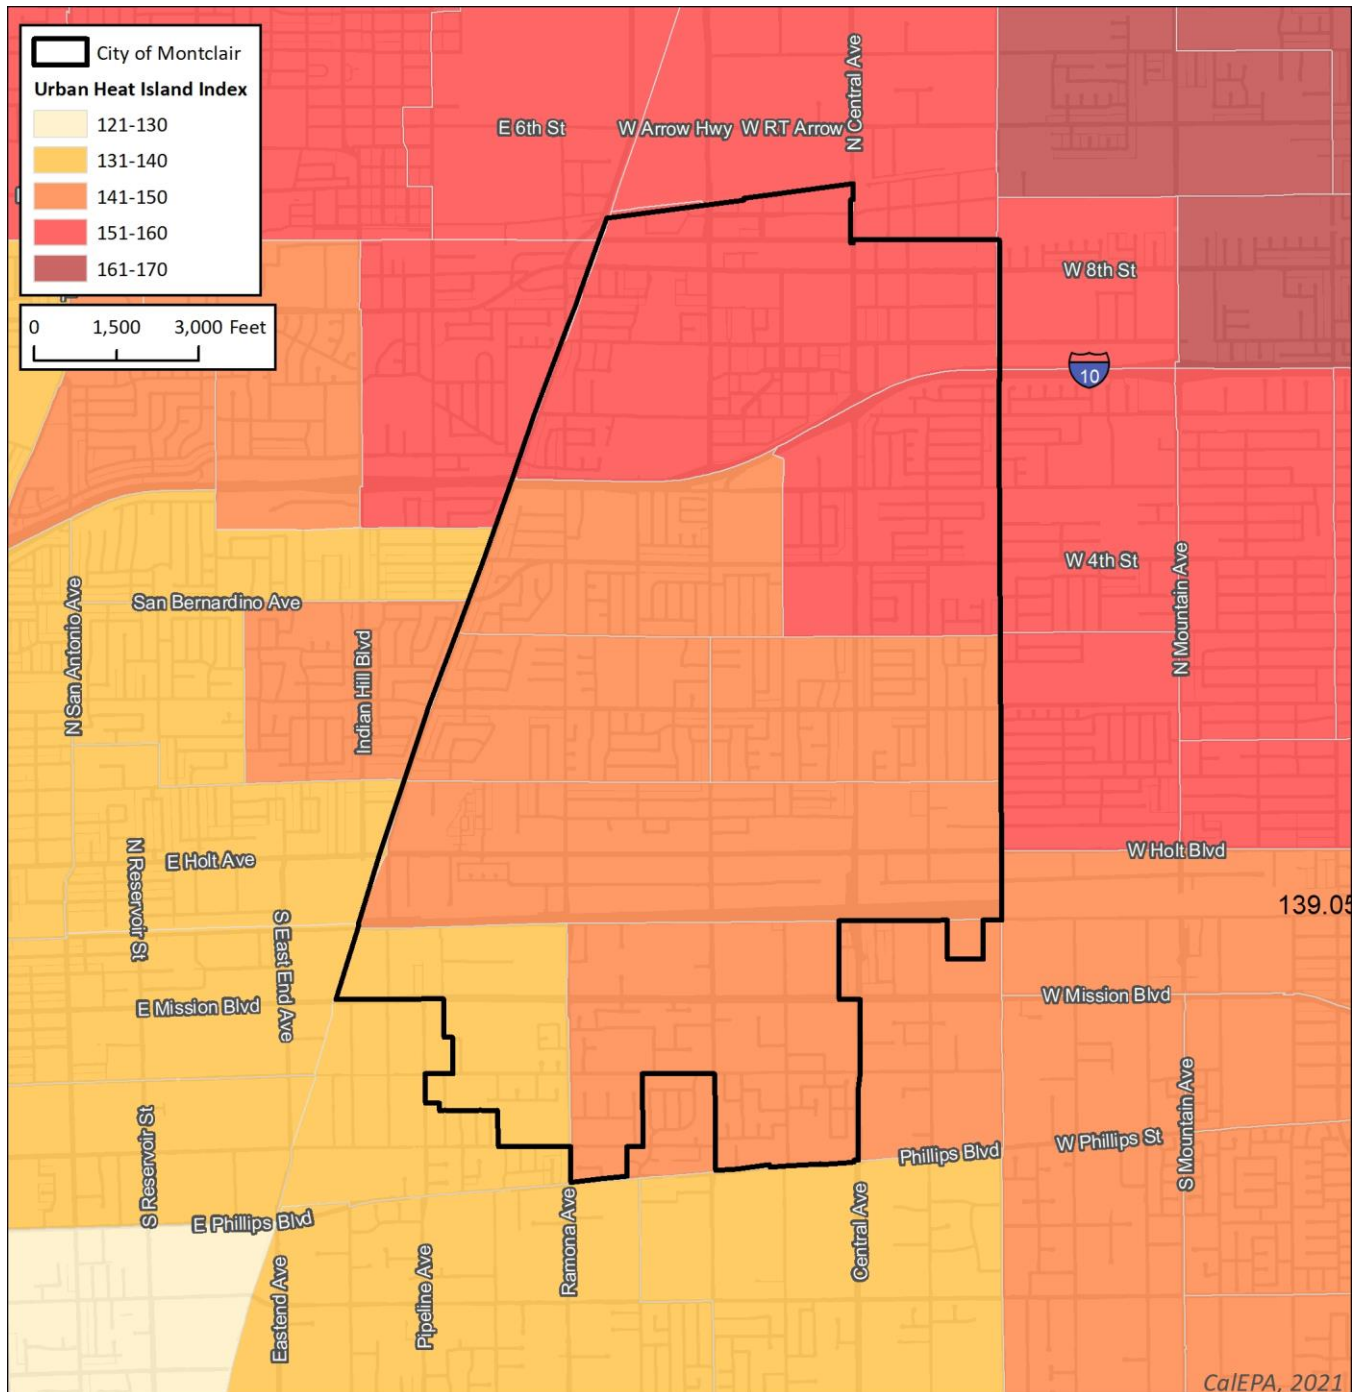 City of Montclair
Urban Heat Island Index
121-130
131-140
141-150
151-160
161-170
0 1,500 3,000 Feet
E 6th St
W Arrow Hwy
W RT Arrow
N Central Ave
W 8th St
10
W 4th St
N Mountain Ave
San Bernardino Ave
N San Antonio Ave
Indian Hill Blvd
N Reservoir St
E Holt Ave
W Holt Blvd
139.05
S East End Ave
E Mission Blvd
W Mission Blvd
S Reservoir St
Phillips Blvd
W Phillips St
S Mountain Ave
E Phillips Blvd
Ramona Ave
Central Ave
Eastend Ave
Pipeline Ave
CalEPA, 2021